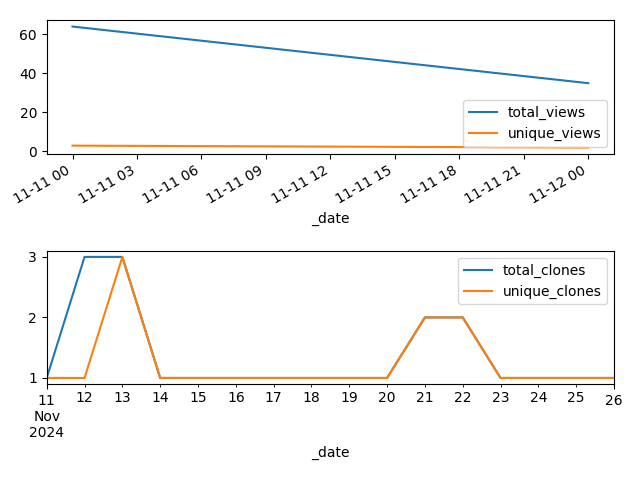 60
40
20
0
total_views
unique_views
11-11 00
11-11 03
11-11 06
11-11 09
11-11 12
11-11 15
11-11 18
11-11 21
11-12 00
_date
3
2
1
total_clones
unique_clones
11 12 13 14 15 16 17 18 19 20 21 22 23 24 25 26
Nov
2024
_date